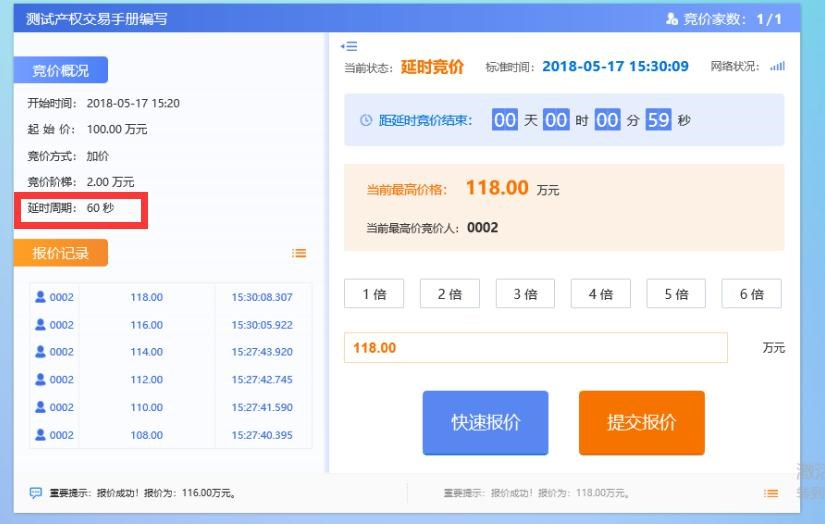 测试产权交易手册编写
竞价家数：1/1
竞价概况
开始时间：2018-05-17 15:20
起 始 价：100.00 万元
竞价方式：加价
竞价阶梯：2.00 万元
延时周期：60 秒
报价记录
0002 118.00 15:30:08.307
0002 116.00 15:30:05.922
0002 114.00 15:27:43.920
0002 112.00 15:27:42.745
0002 110.00 15:27:41.590
0002 108.00 15:27:40.395
当前状态：延时竞价 标准时间：2018-05-17 15:30:09 网络状况：
距延时竞价结束：00 天 00 时 00 分 59 秒
当前最高价格：118.00 万元
当前最高价竞价人：0002
1 倍 2 倍 3 倍 4 倍 5 倍 6 倍
118.00 万元
快速报价 提交报价
重要提示：报价成功！报价为：116.00万元。
重要提示：报价成功！报价为：118.00万元。